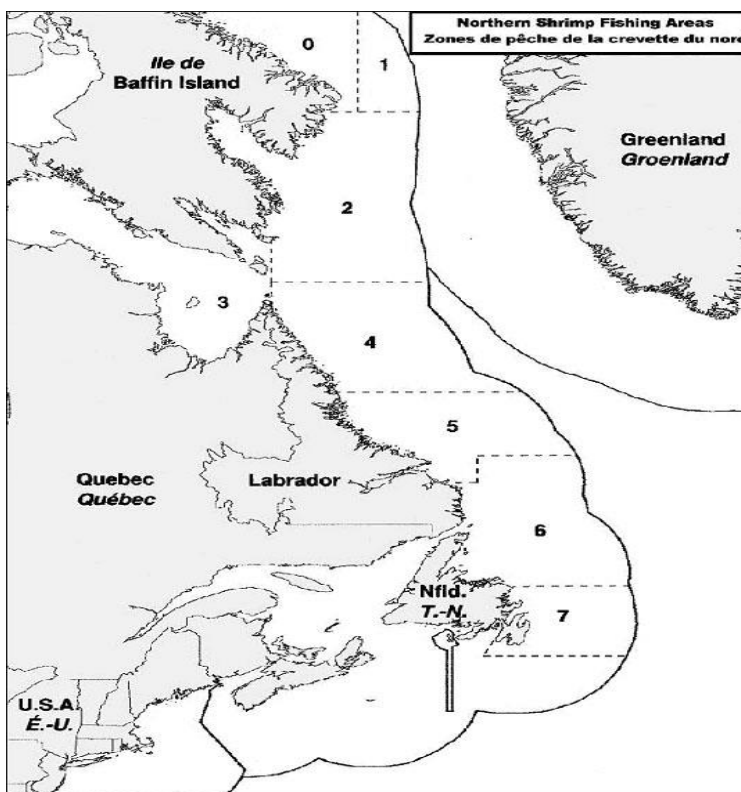 Northern Shrimp Fishing Areas
Zones de pêche de la crevette du nord
0
1
Ile de
Baffin Island
Greenland
Groenland
2
3
4
5
Quebec
Québec
Labrador
6
Nfld.
T.-N.
7
U.S.A.
É.-U.